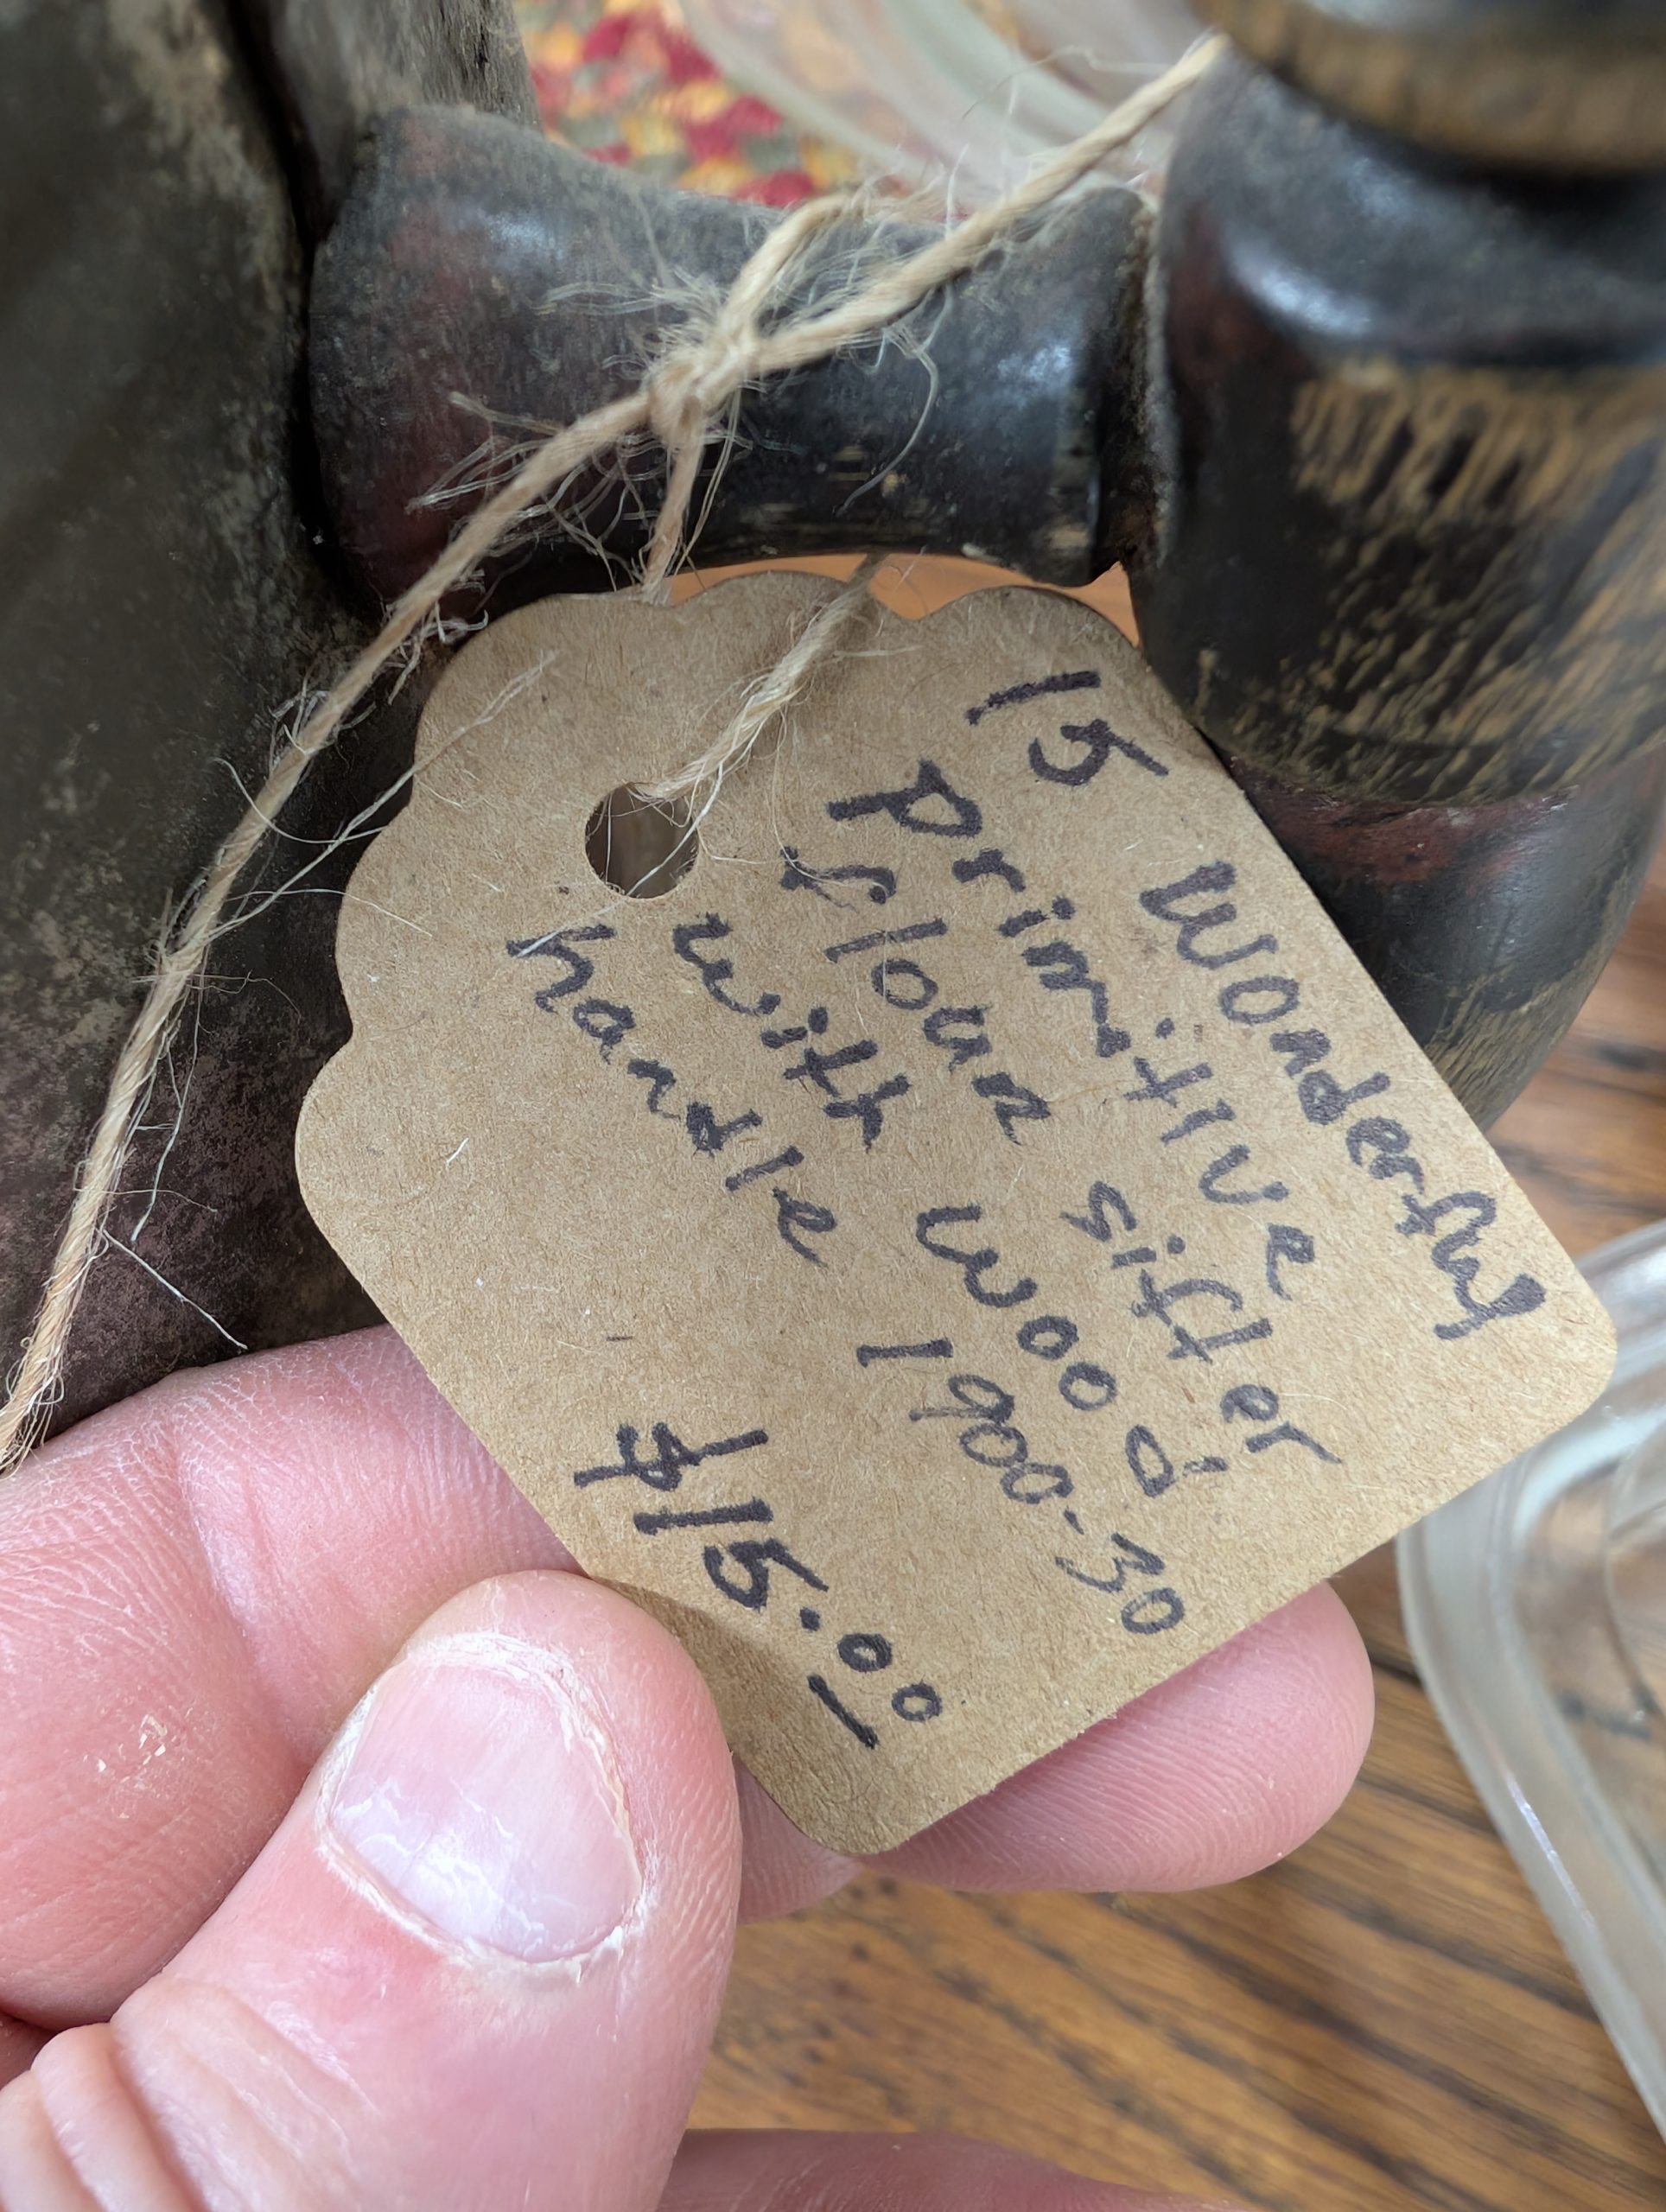 15 Wonderful
primitive
flour sifter
with wood
handle 1900-30
$15.00